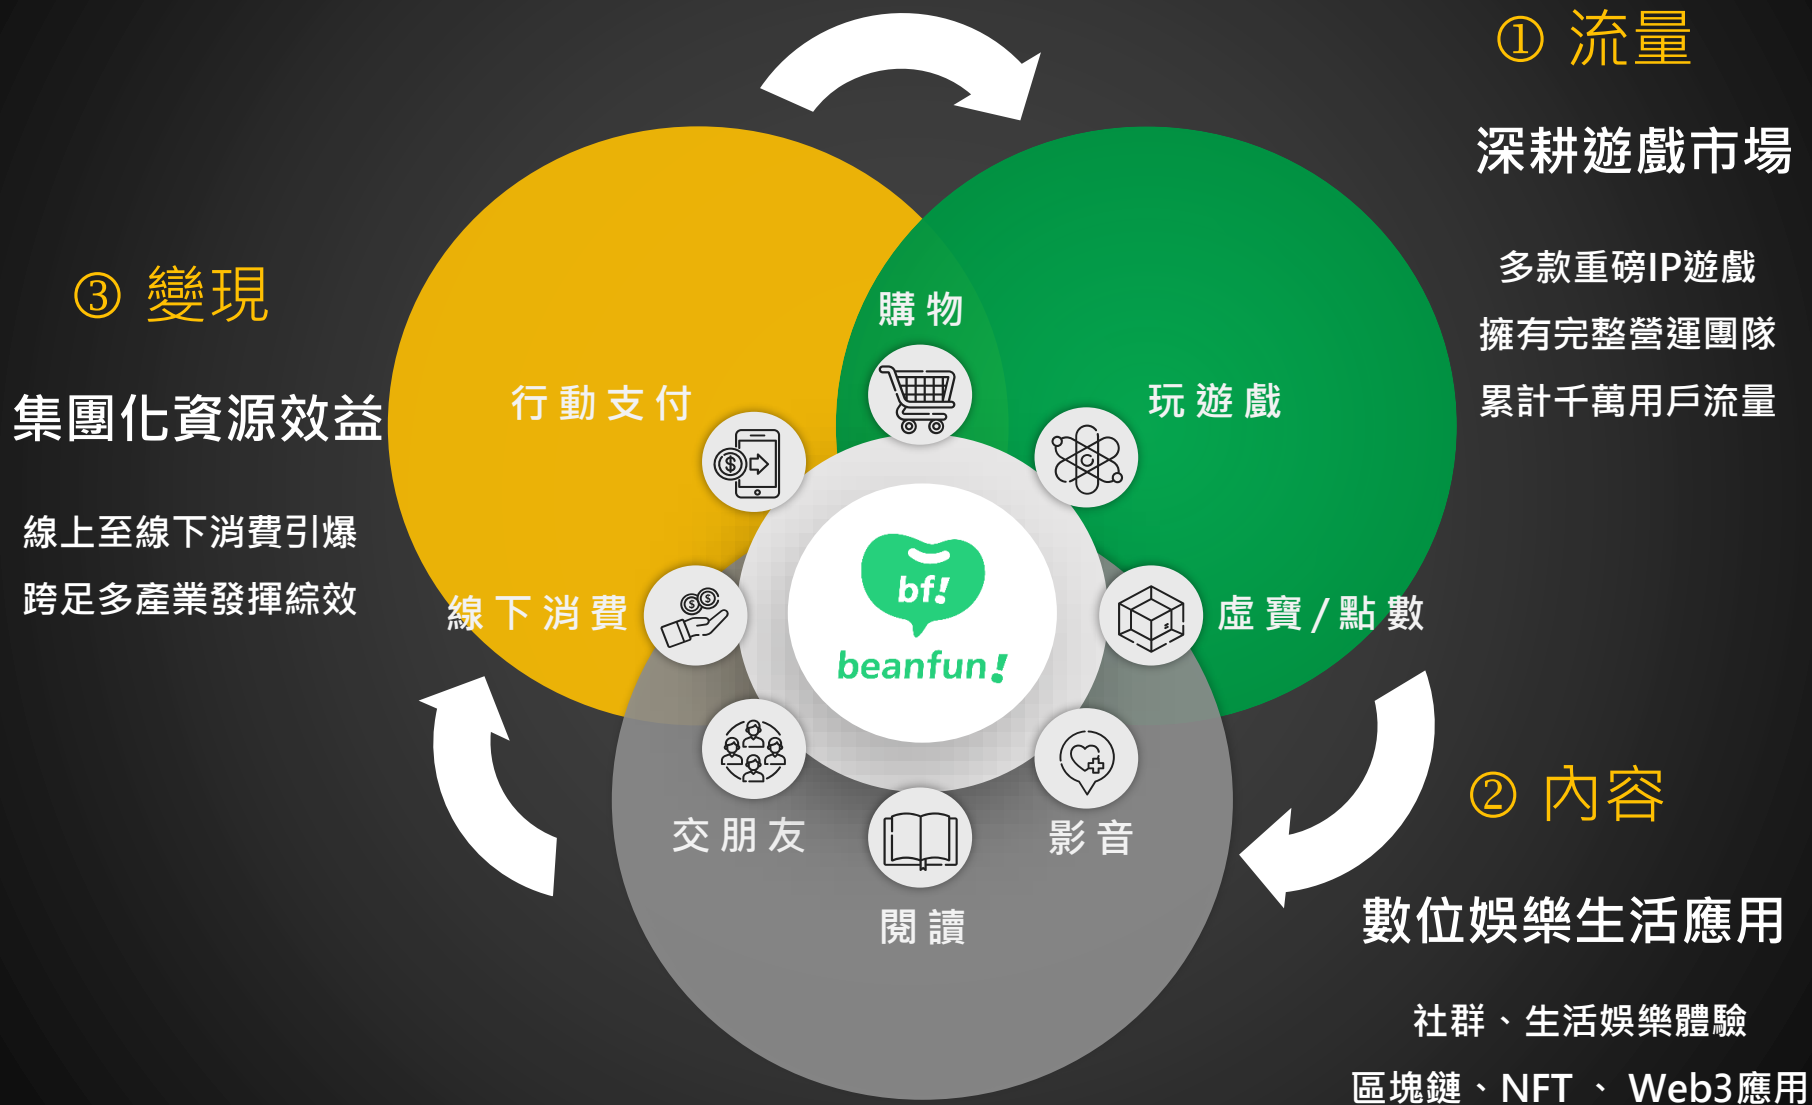 ① 流量
深耕遊戲市場
多款重磅IP遊戲
擁有完整營運團隊
累計千萬用戶流量
② 內容
數位娛樂生活應用
社群、生活娛樂體驗
區塊鏈、NFT 、 Web3應用
③ 變現
集團化資源效益
線上至線下消費引爆
跨足多產業發揮綜效
購物
行動支付
玩遊戲
線下消費
虛寶/點數
交朋友
影音
閱讀
bf!
beanfun!